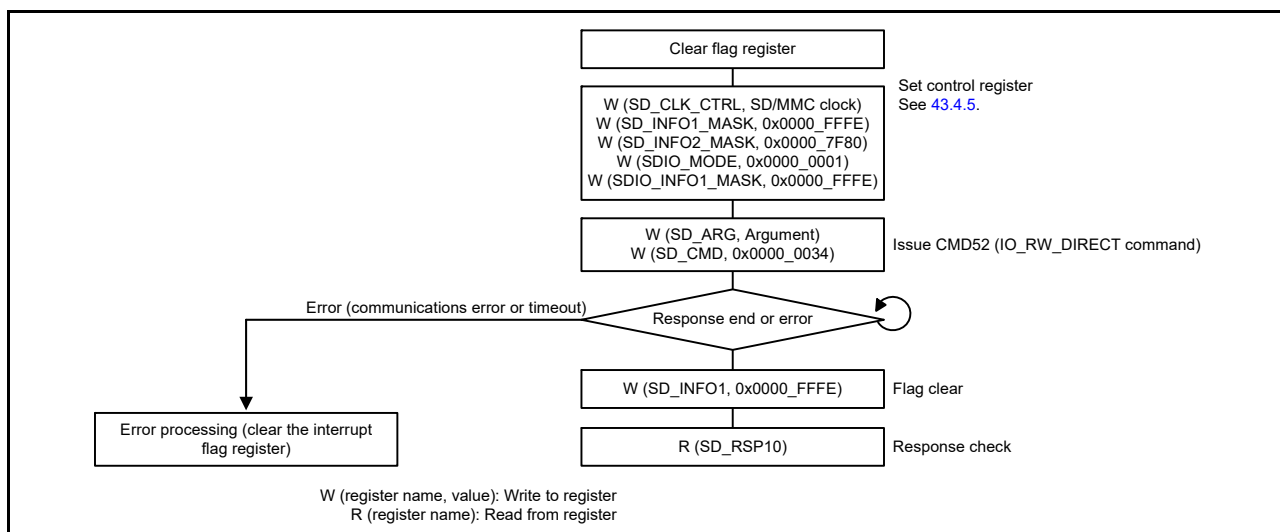 Clear flag register
Set control register
See 43.4.5.
W (SD_CLK_CTRL, SD/MMC clock)
W (SD_INFO1_MASK, 0x0000_FFFE)
W (SD_INFO2_MASK, 0x0000_7F80)
W (SDIO_MODE, 0x0000_0001)
W (SDIO_INFO1_MASK, 0x0000_FFFE)
W (SD_ARG, Argument)
W (SD_CMD, 0x0000_0034)
Issue CMD52 (IO_RW_DIRECT command)
Error (communications error or timeout)
Response end or error
W (SD_INFO1, 0x0000_FFFE)
Flag clear
Error processing (clear the interrupt
flag register)
R (SD_RSP10)
Response check
W (register name, value): Write to register
R (register name): Read from register